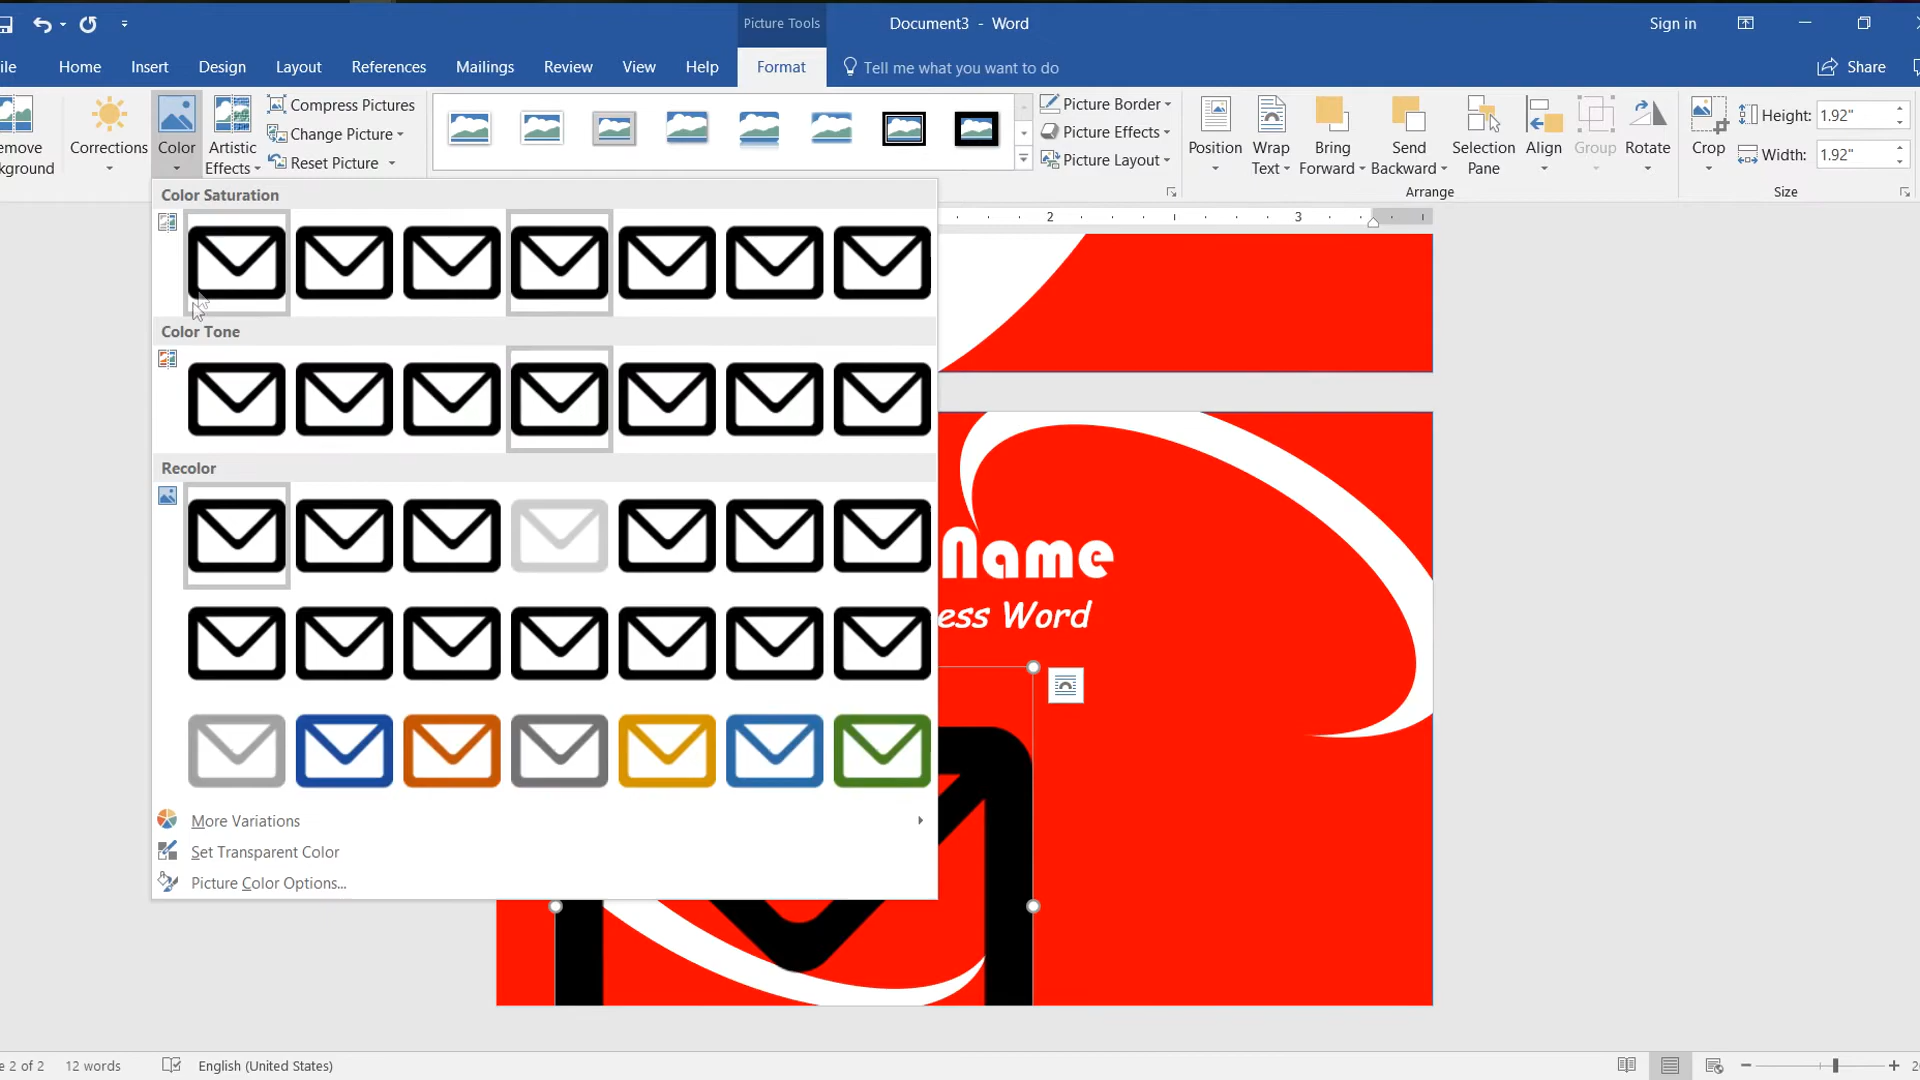 Picture Tools
Document3 - Word
Sign in
ile
Home
Insert
Design
Layout
References
Mailings
Review
View
Help
Format
Tell me what you want to do
Share
emove
kground
Corrections
Color
Artistic
Effects
Compress Pictures
Change Picture
Reset Picture
Picture Border
Picture Effects
Picture Layout
Position
Wrap
Text
Bring
Forward
Send
Backward
Selection
Pane
Align
Group
Rotate
Arrange
Crop
Height: 1.92"
Width: 1.92"
Size
2 3
Color Saturation
Color Tone
Recolor
More Variations
Set Transparent Color
Picture Color Options...
Name
ess Word
e 2 of 2
12 words
English (United States)
2